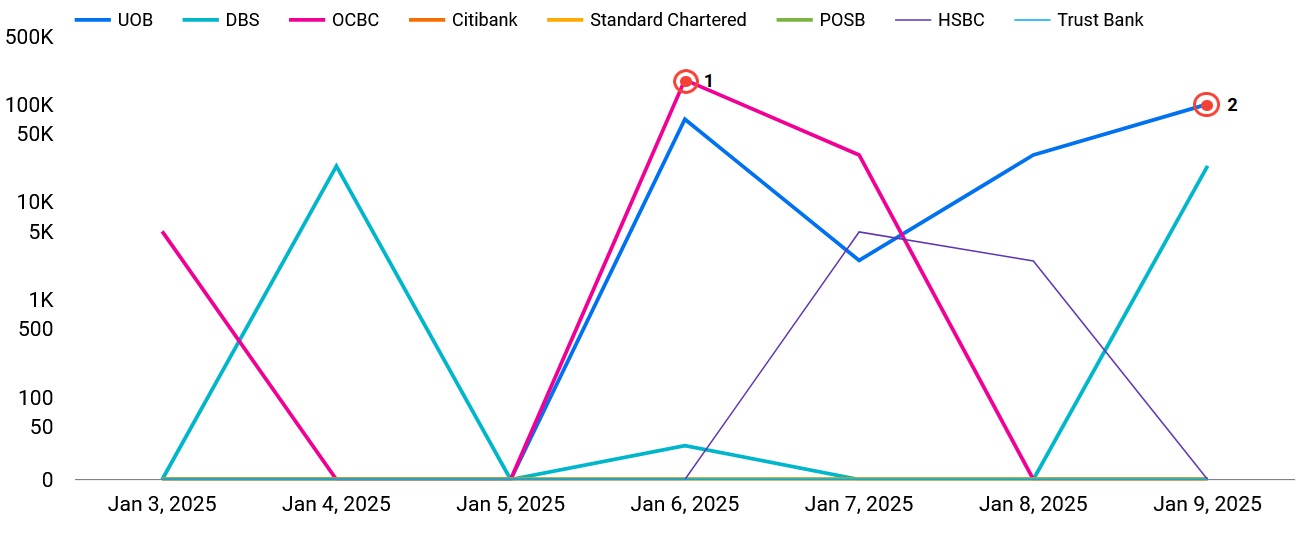 UOB DBS OCBC Citibank Standard Chartered POSB HSBC Trust Bank
500K
1
100K
2
50K
10K
5K
1K
500
100
50
0
Jan 3, 2025 Jan 4, 2025 Jan 5, 2025 Jan 6, 2025 Jan 7, 2025 Jan 8, 2025 Jan 9, 2025